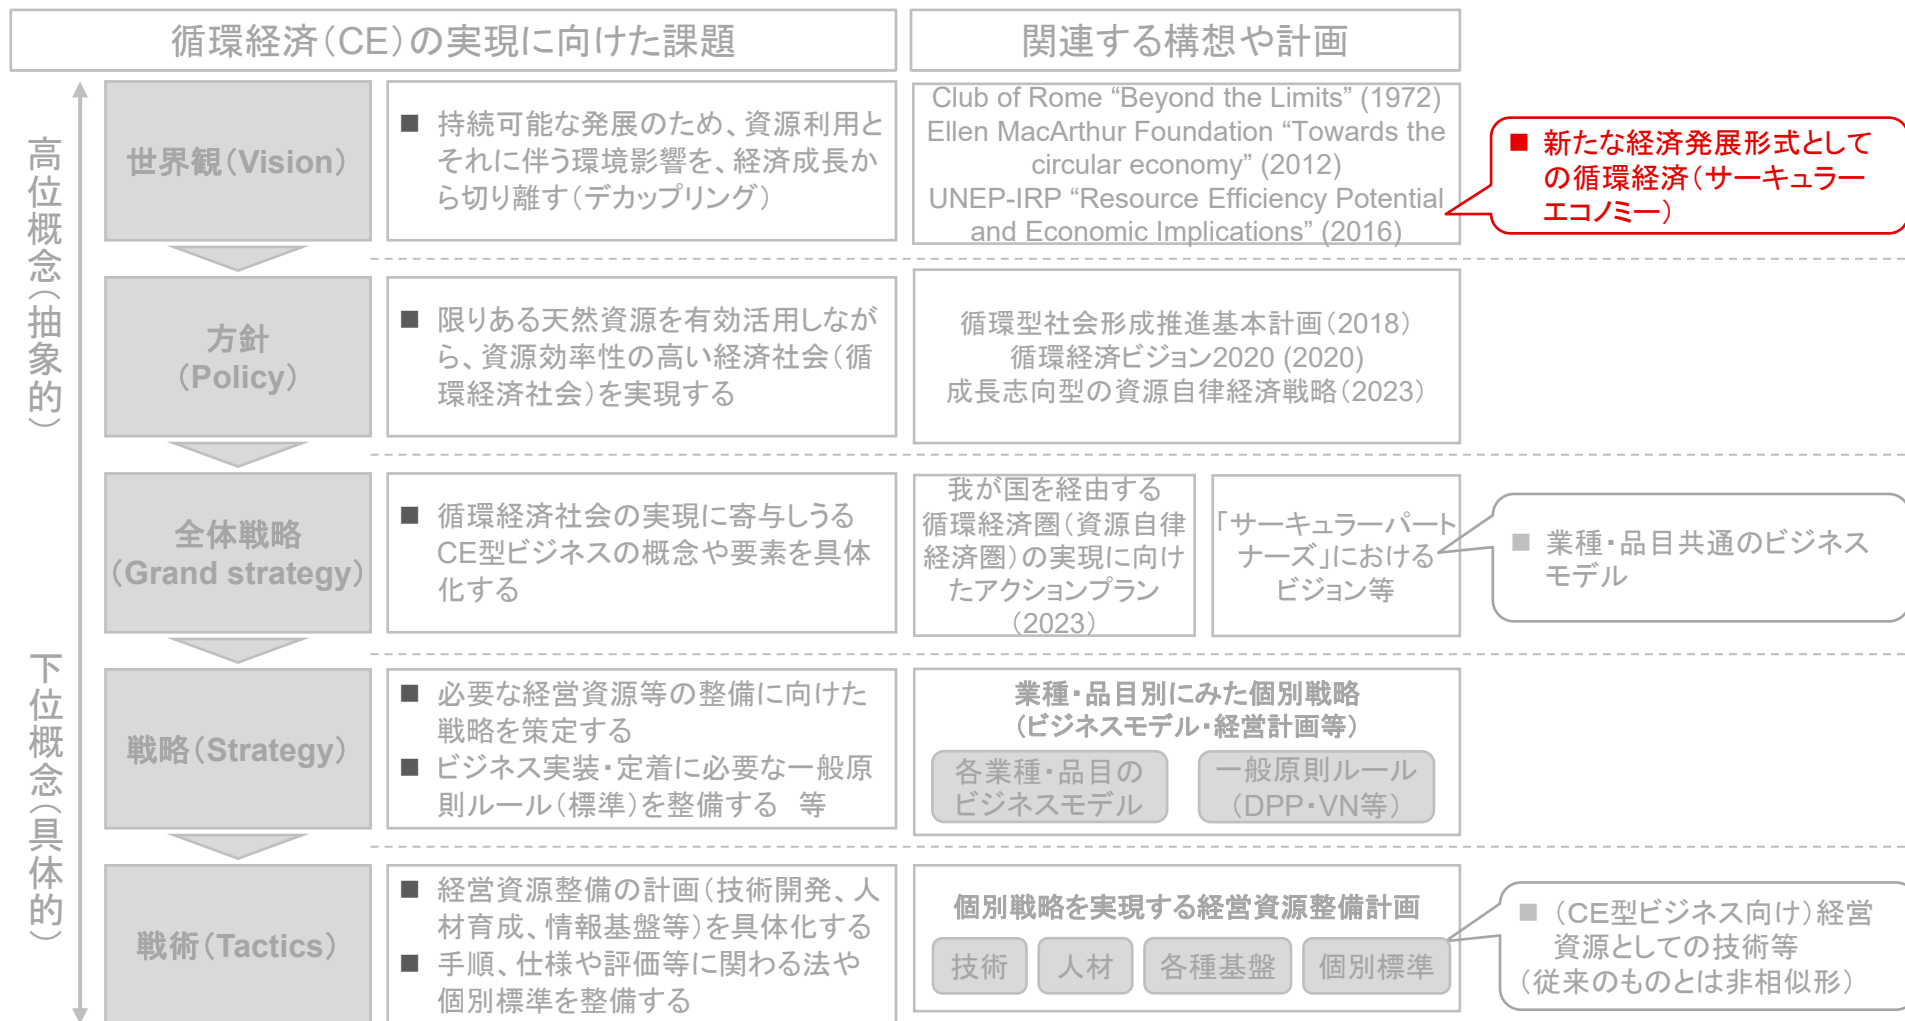 循環経済(CE)の実現に向けた課題
関連する構想や計画
高位概念(抽象的)
下位概念(具体的)
世界観(Vision)
■ 持続可能な発展のため、資源利用と
それに伴う環境影響を、経済成長か
ら切り離す(デカップリング)
Club of Rome “Beyond the Limits” (1972)
Ellen MacArthur Foundation “Towards the
circular economy” (2012)
UNEP-IRP “Resource Efficiency Potential
and Economic Implications” (2016)
■ 新たな経済発展形式として
の循環経済(サーキュラー
エコノミー)
方針
(Policy)
■ 限りある天然資源を有効活用しなが
ら、資源効率性の高い経済社会(循
環経済社会)を実現する
循環型社会形成推進基本計画(2018)
循環経済ビジョン2020 (2020)
成長志向型の資源自律経済戦略(2023)
全体戦略
(Grand strategy)
■ 循環経済社会の実現に寄与しうる
CE型ビジネスの概念や要素を具体
化する
我が国を経由する
循環経済圏(資源自律
経済圏)の実現に向け
たアクションプラン
(2023)
「サーキュラーパート
ナーズ」における
ビジョン等
■ 業種・品目共通のビジネス
モデル
戦略(Strategy)
■ 必要な経営資源等の整備に向けた
戦略を策定する
■ ビジネス実装・定着に必要な一般原
則ルール(標準)を整備する 等
業種・品目別にみた個別戦略
(ビジネスモデル・経営計画等)
各業種・品目の
ビジネスモデル
一般原則ルール
(DPP・VN等)
戦術(Tactics)
■ 経営資源整備の計画(技術開発、人
材育成、情報基盤等)を具体化する
■ 手順、仕様や評価等に関わる法や
個別標準を整備する
個別戦略を実現する経営資源整備計画
技術
人材
各種基盤
個別標準
■ (CE型ビジネス向け)経営
資源としての技術等
(従来のものとは非相似形)